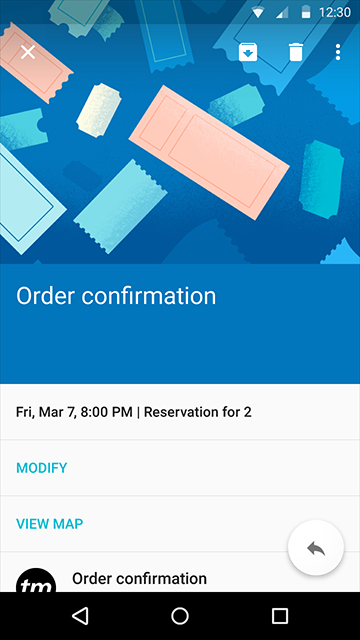 12:30
Order confirmation
Fri, Mar 7, 8:00 PM | Reservation for 2
MODIFY
VIEW MAP
tm
Order confirmation